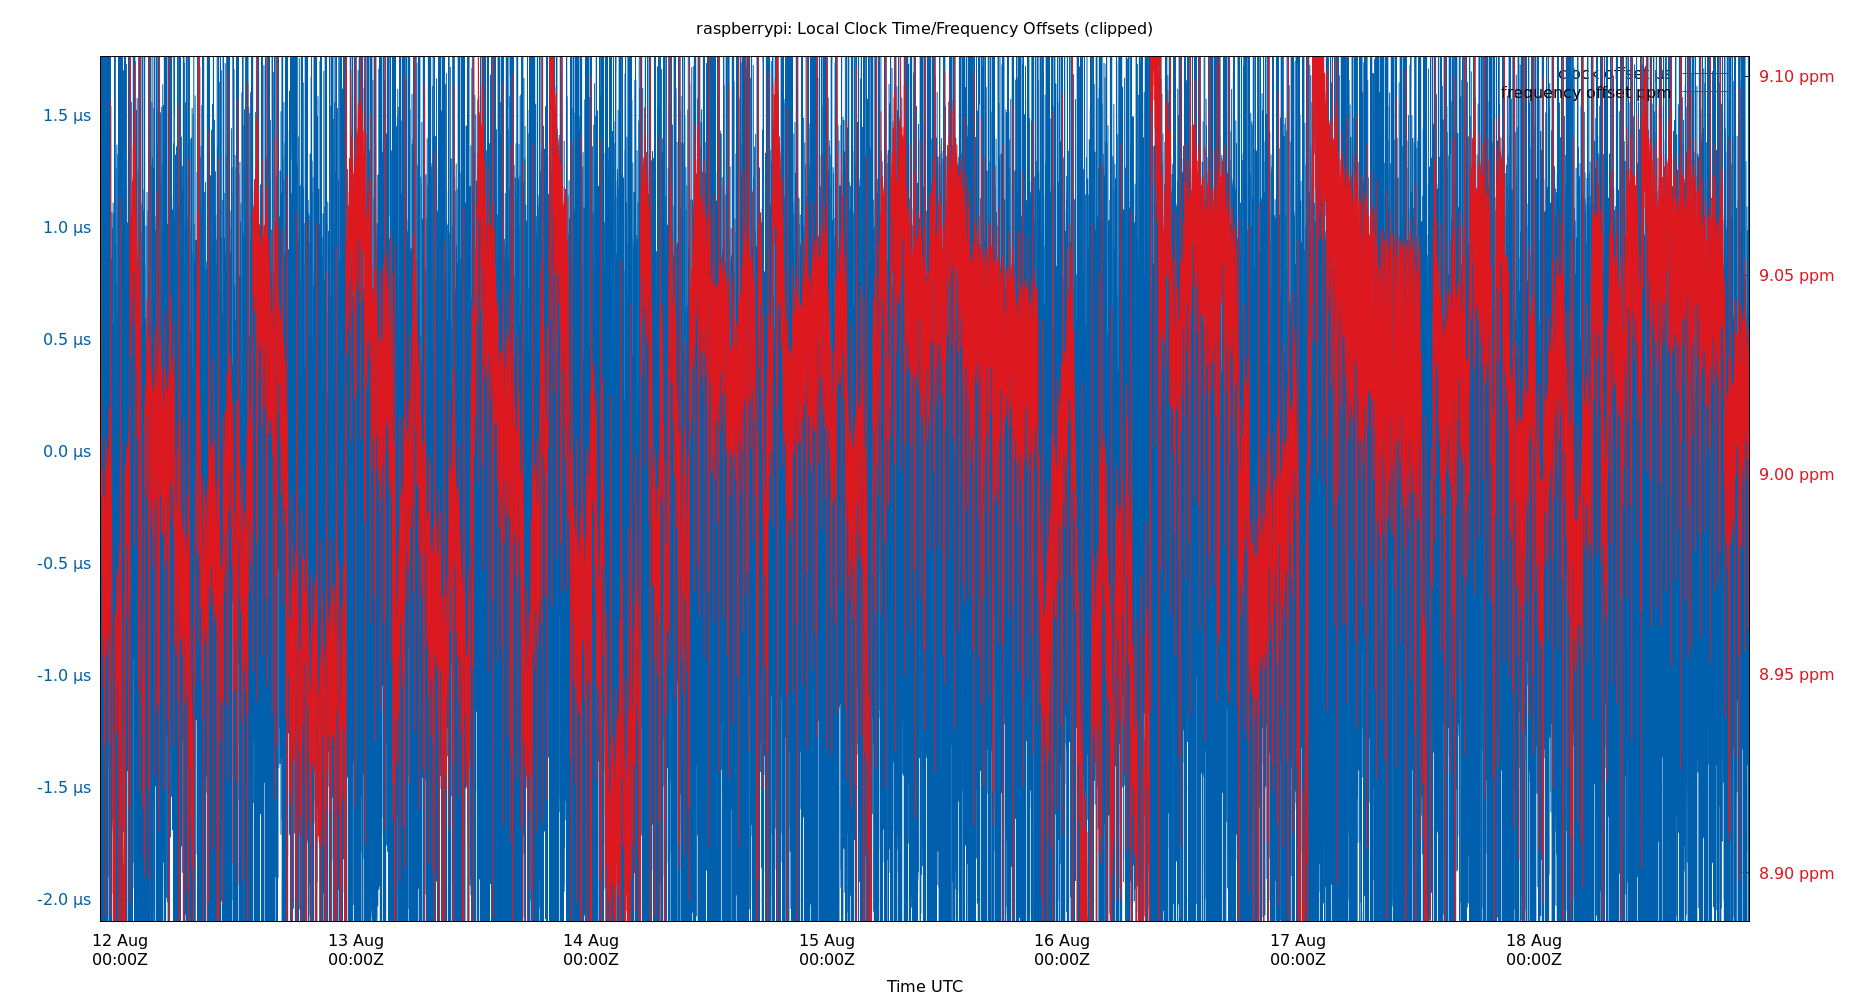 raspberrypi: Local Clock Time/Frequency Offsets (clipped)
clock offset µs
frequency offset ppm
1.5 µs
1.0 µs
0.5 µs
0.0 µs
-0.5 µs
-1.0 µs
-1.5 µs
-2.0 µs
9.10 ppm
9.05 ppm
9.00 ppm
8.95 ppm
8.90 ppm
12 Aug 13 Aug 14 Aug 15 Aug 16 Aug 17 Aug 18 Aug
00:00Z 00:00Z 00:00Z 00:00Z 00:00Z 00:00Z 00:00Z
Time UTC